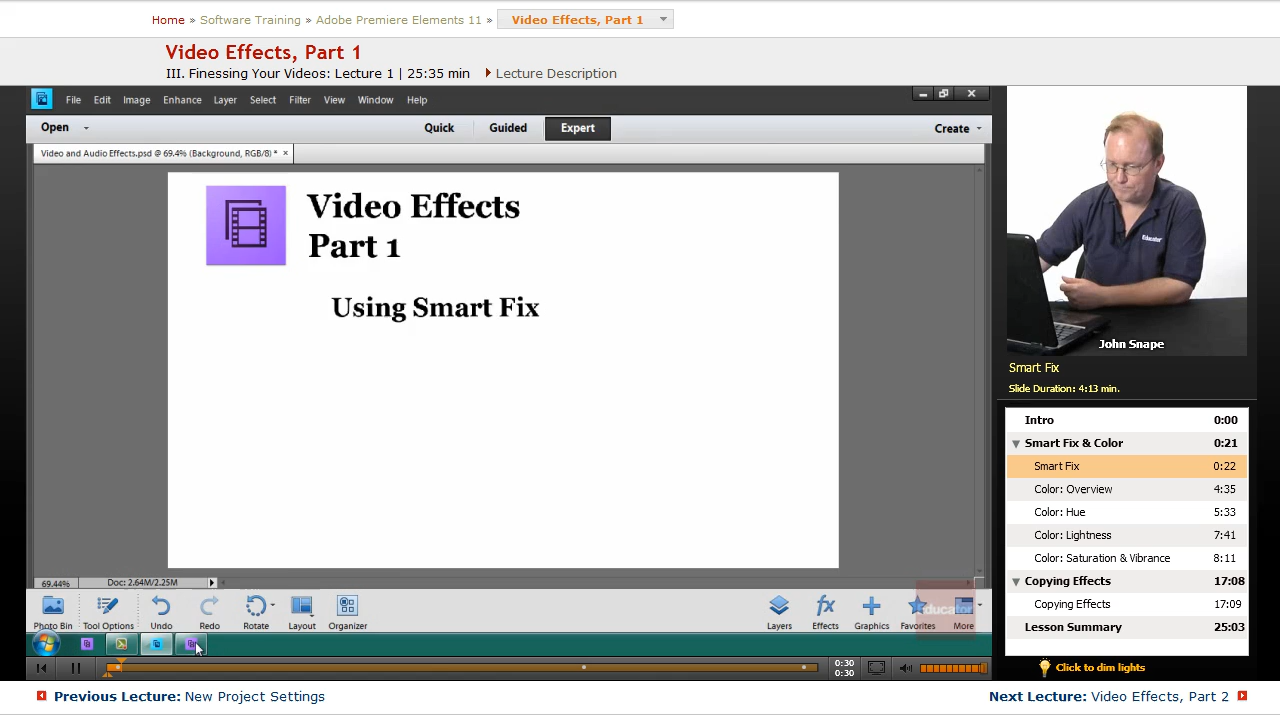 Home » Software Training » Adobe Premiere Elements 11 » Video Effects, Part 1
Video Effects, Part 1
III. Finessing Your Videos: Lecture 1 | 25:35 min Lecture Description
File Edit Image Enhance Layer Select Filter View Window Help
Open Quick Guided Expert Create
Video and Audio Effects.psd @ 69.4% (Background, RGB/8) * ×
Video Effects
Part 1
Using Smart Fix
69.44% Doc: 2.64M/2.25M
Photo Bin Tool Options Undo Redo Rotate Layout Organizer Layers Effects Graphics Favorites More
educator
0:30
0:30
Educator
John Snape
Smart Fix
Slide Duration: 4:13 min.
Intro 0:00
Smart Fix & Color 0:21
Smart Fix 0:22
Color: Overview 4:35
Color: Hue 5:33
Color: Lightness 7:41
Color: Saturation & Vibrance 8:11
Copying Effects 17:08
Copying Effects 17:09
Lesson Summary 25:03
Click to dim lights
Previous Lecture: New Project Settings
Next Lecture: Video Effects, Part 2